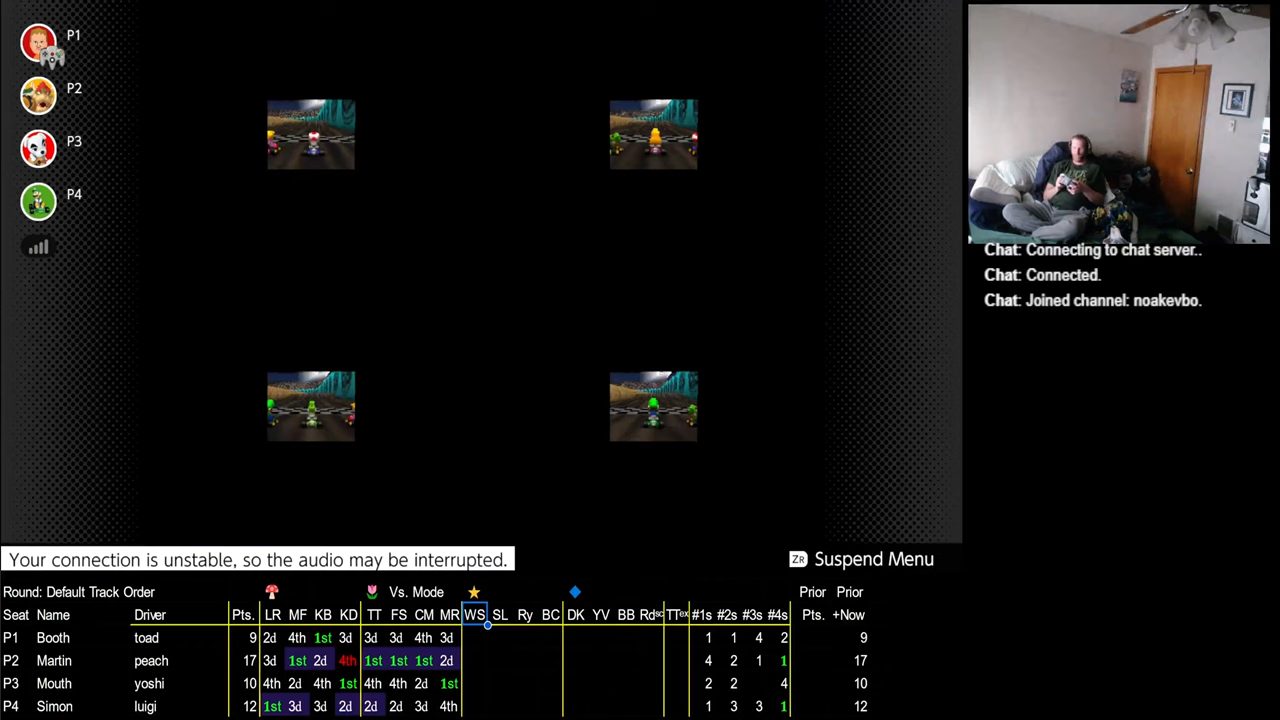 P1
P2
P3
P4
Chat: Connecting to chat server..
Chat: Connected.
Chat: Joined channel: noakevbo.
Your connection is unstable, so the audio may be interrupted.
ZR Suspend Menu
Round: Default Track Order Vs. Mode Prior Prior
Seat Name Driver Pts. LR MF KB KD TT FS CM MR WS SL Ry BC DK YV BB Rdsc TTex #1s #2s #3s #4s Pts. +Now
P1 Booth toad 9 2d 4th 1st 3d 3d 3d 4th 3d 1 1 4 2 9
P2 Martin peach 17 3d 1st 2d 4th 1st 1st 1st 2d 4 2 1 1 17
P3 Mouth yoshi 10 4th 2d 4th 1st 4th 4th 2d 1st 2 2 4 10
P4 Simon luigi 12 1st 3d 3d 2d 2d 2d 3d 4th 1 3 3 1 12